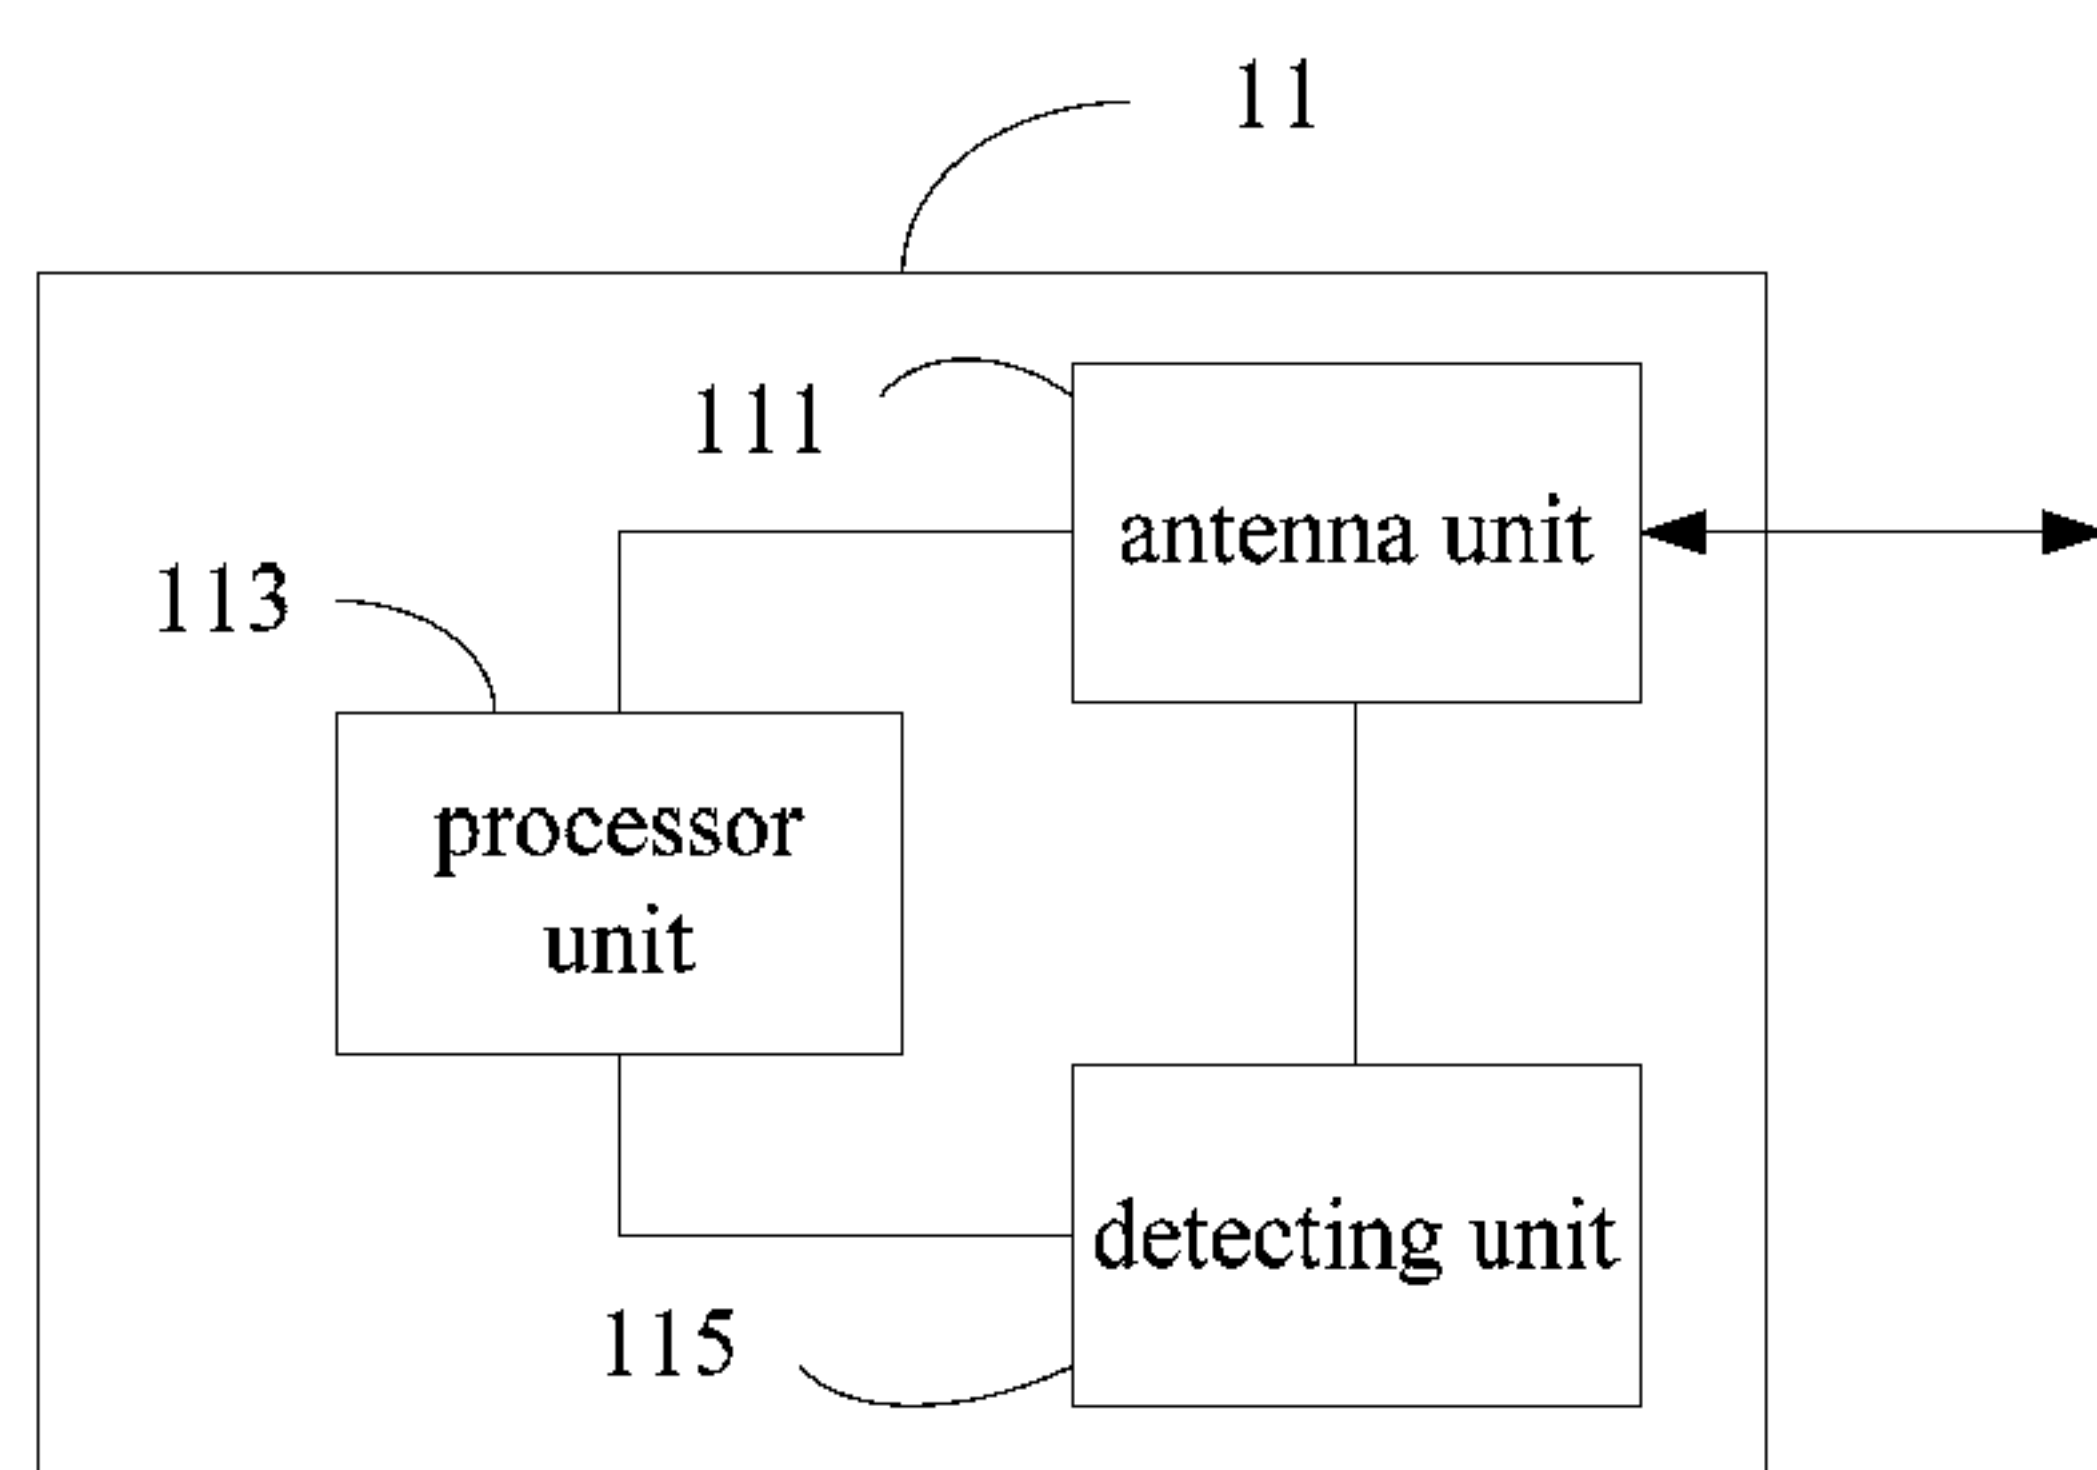 11
111
antenna unit
113
processor
unit
detecting unit
115